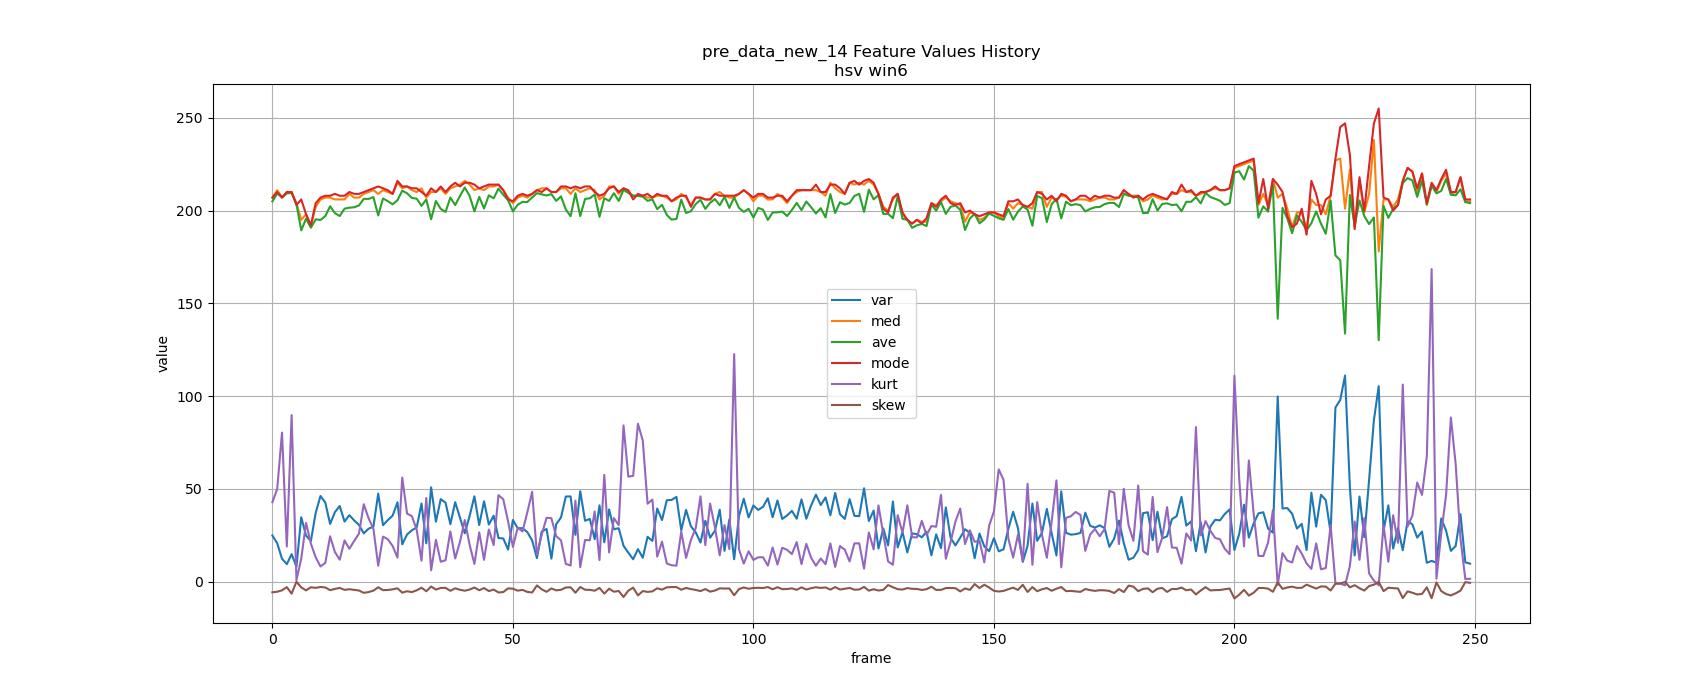 pre_data_new_14 Feature Values History
hsv win6
250
200
150
100
50
0
value
var
med
ave
mode
kurt
skew
0
50
100
150
200
250
frame